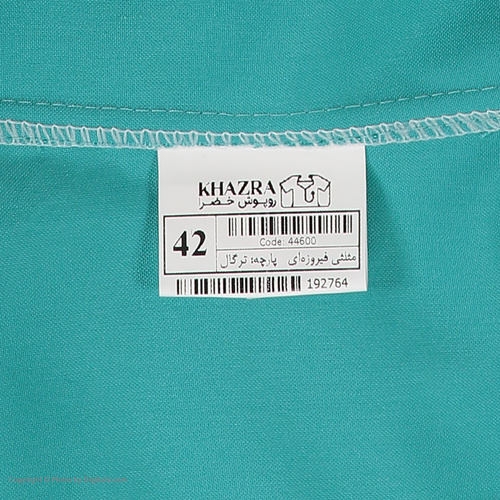 KHAZRA
روپوش خضرا
42
Code: 44600
مثلثی فیروزه‌ای پارچه: ترگال
192764